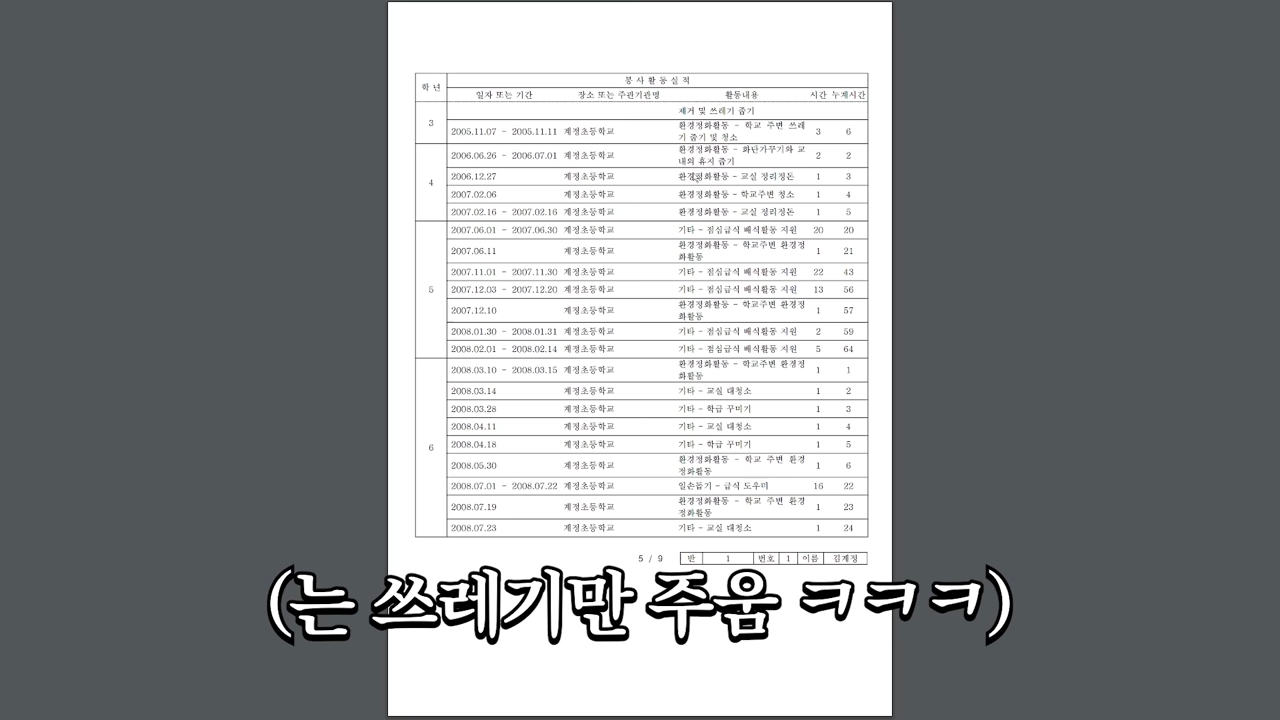 학 년 봉 사 활 동 실 적
일자 또는 기간 장소 또는 주관기관명 활동내용 시간 누계시간
3 제거 및 쓰레기 줍기
2005.11.07 - 2005.11.11 계정초등학교 환경정화활동 - 학교 주변 쓰레 3 6
기 줍기 및 청소
4 2006.06.26 - 2006.07.01 계정초등학교 환경정화활동 - 화단가꾸기와 교 2 2
내의 휴지 줍기
2006.12.27 계정초등학교 환경정화활동 - 교실 정리정돈 1 3
2007.02.06 계정초등학교 환경정화활동 - 학교주변 청소 1 4
2007.02.16 - 2007.02.16 계정초등학교 환경정화활동 - 교실 정리정돈 1 5
5 2007.06.01 - 2007.06.30 계정초등학교 기타 - 점심급식 배식활동 지원 20 20
2007.06.11 계정초등학교 환경정화활동 - 학교주변 환경정 1 21
화활동
2007.11.01 - 2007.11.30 계정초등학교 기타 - 점심급식 배식활동 지원 22 43
2007.12.03 - 2007.12.20 계정초등학교 기타 - 점심급식 배식활동 지원 13 56
2007.12.10 계정초등학교 환경정화활동 - 학교주변 환경정 1 57
화활동
2008.01.30 - 2008.01.31 계정초등학교 기타 - 점심급식 배식활동 지원 2 59
2008.02.01 - 2008.02.14 계정초등학교 기타 - 점심급식 배식활동 지원 5 64
6 2008.03.10 - 2008.03.15 계정초등학교 환경정화활동 - 학교주변 환경정 1 1
화활동
2008.03.14 계정초등학교 기타 - 교실 대청소 1 2
2008.03.28 계정초등학교 기타 - 학급 꾸미기 1 3
2008.04.11 계정초등학교 기타 - 교실 대청소 1 4
2008.04.18 계정초등학교 기타 - 학급 꾸미기 1 5
2008.05.30 계정초등학교 환경정화활동 - 학교 주변 환경 1 6
정화활동
2008.07.01 - 2008.07.22 계정초등학교 일손돕기 - 급식 도우미 16 22
2008.07.19 계정초등학교 환경정화활동 - 학교 주변 환경 1 23
정화활동
2008.07.23 계정초등학교 기타 - 교실 대청소 1 24
5 / 9 반 1 번호 1 이름 김계정
(는 쓰레기만 주움 ㅋㅋㅋ)